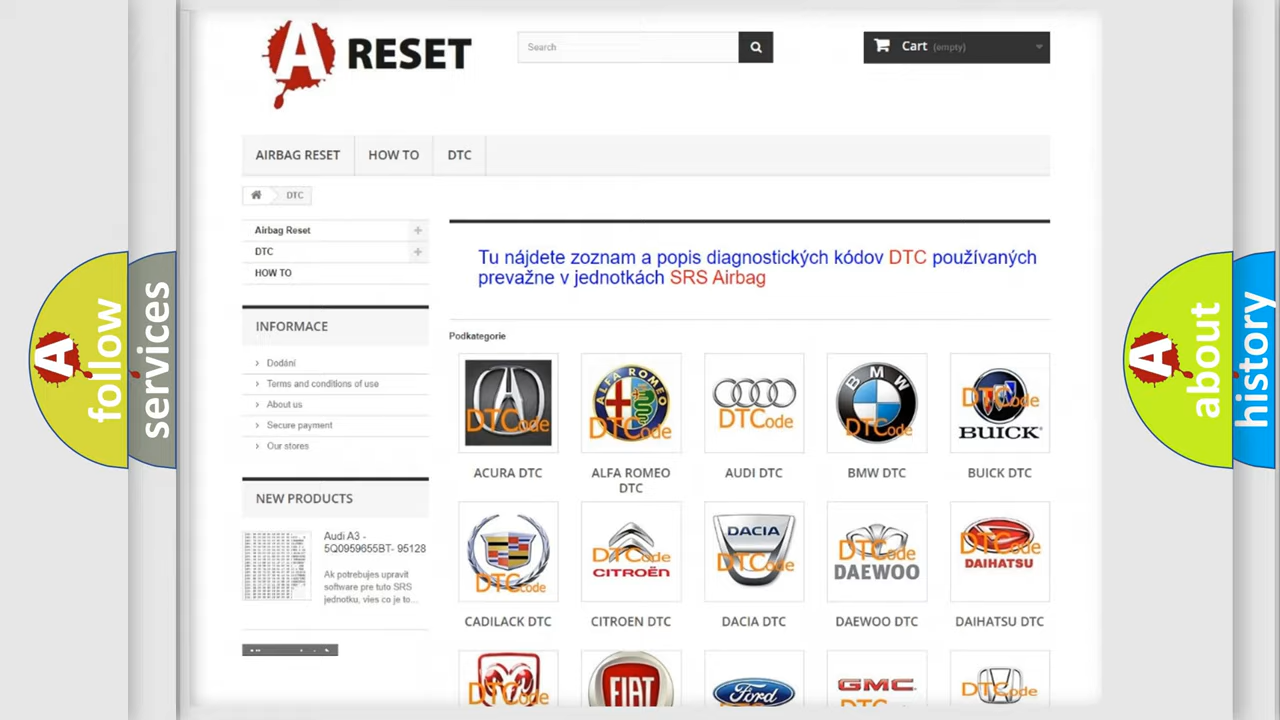 A RESET
Search
Cart (empty)
AIRBAG RESET
HOW TO
DTC
DTC
Airbag Reset
DTC
HOW TO
INFORMACE
Dodání
Terms and conditions of use
About us
Secure payment
Our stores
NEW PRODUCTS
Audi A3 -
5Q0959655BT- 95128
Ak potrebujes upravit
software pre tuto SRS
jednotku, vies co je to...
Tu nájdete zoznam a popis diagnostických kódov DTC používaných
prevažne v jednotkách SRS Airbag
Podkategorie
DTCode
ALFA ROMEO
DTCode
DTCode
BMW
DTCode
DTCode
BUICK
ACURA DTC
ALFA ROMEO
DTC
AUDI DTC
BMW DTC
BUICK DTC
DTCode
DTCode
CITROËN
DACIA
DTCode
DTCode
DAEWOO
DTCode
DAIHATSU
CADILACK DTC
CITROEN DTC
DACIA DTC
DAEWOO DTC
DAIHATSU DTC
DTCode
FIAT
Ford
GMC
DTCode
A
follow
services
A
about
history